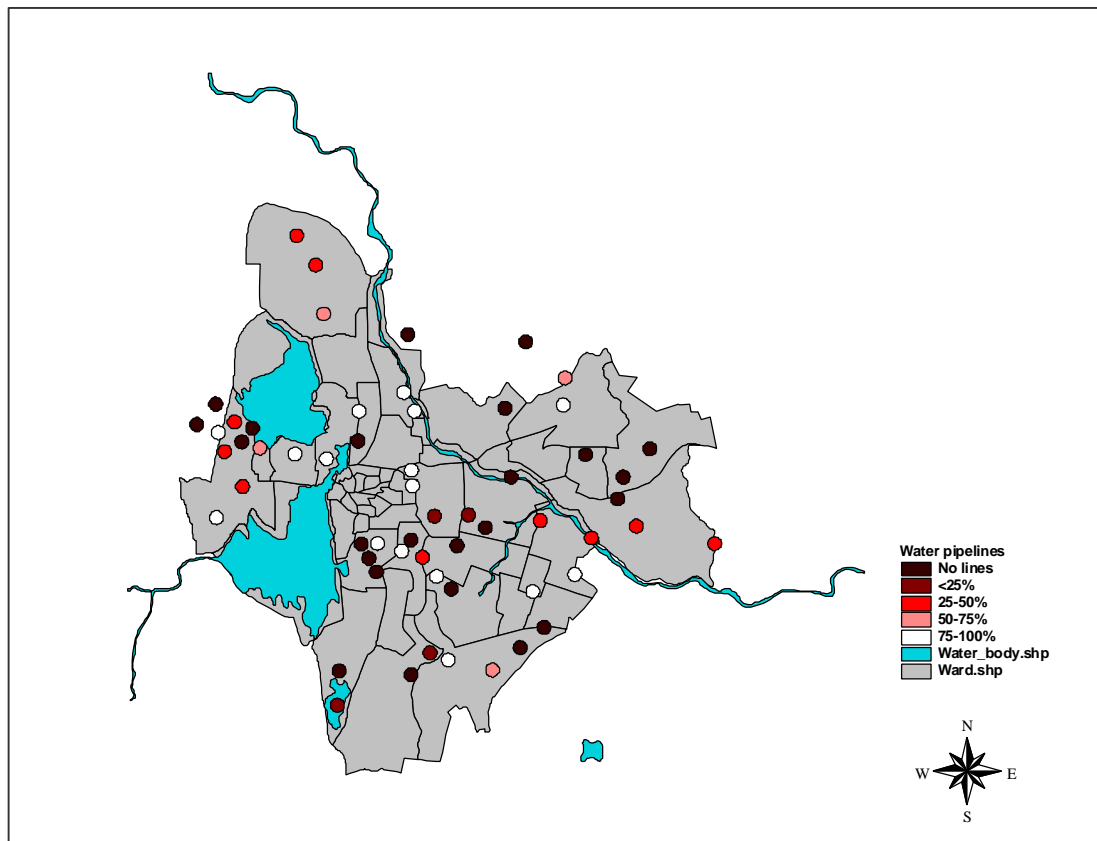 Water pipelines
No lines
<25%
25-50%
50-75%
75-100%
Water_body.shp
Ward.shp
N
W E
S